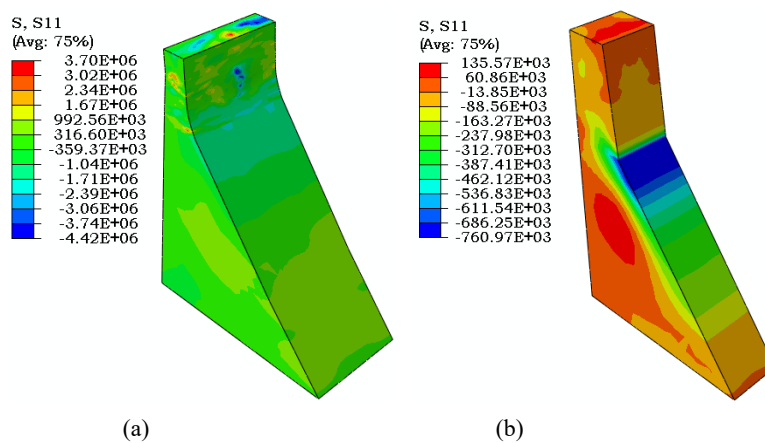 S, S11
(Avg: 75%)
3.70E+06
3.02E+06
2.34E+06
1.67E+06
992.56E+03
316.60E+03
-359.37E+03
-1.04E+06
-1.71E+06
-2.39E+06
-3.06E+06
-3.74E+06
-4.42E+06
(a)
S, S11
(Avg: 75%)
135.57E+03
60.86E+03
-13.85E+03
-88.56E+03
-163.27E+03
-237.98E+03
-312.70E+03
-387.41E+03
-462.12E+03
-536.83E+03
-611.54E+03
-686.25E+03
-760.97E+03
(b)